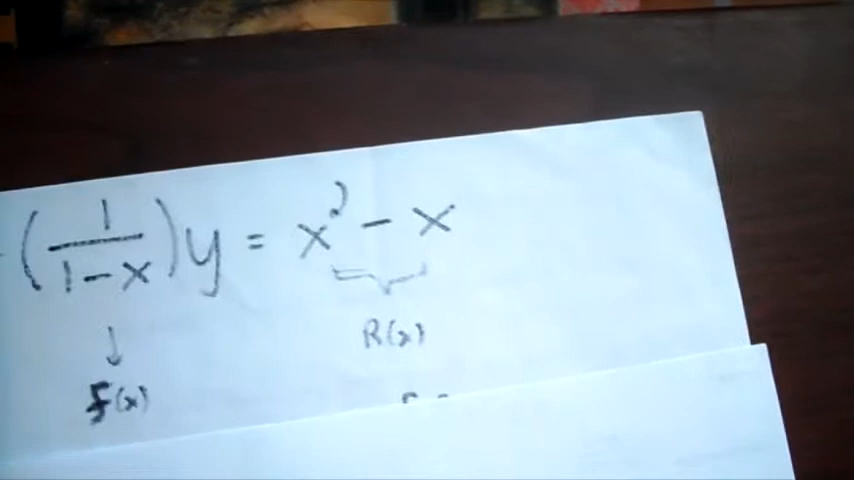 (1/(1-x))y = x² - x
R(x)
f(x)